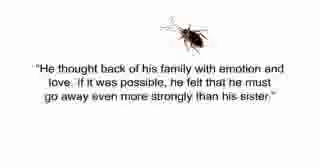 "He thought back of his family with emotion and
love. If it was possible, he felt that he must
go away even more strongly than his sister."